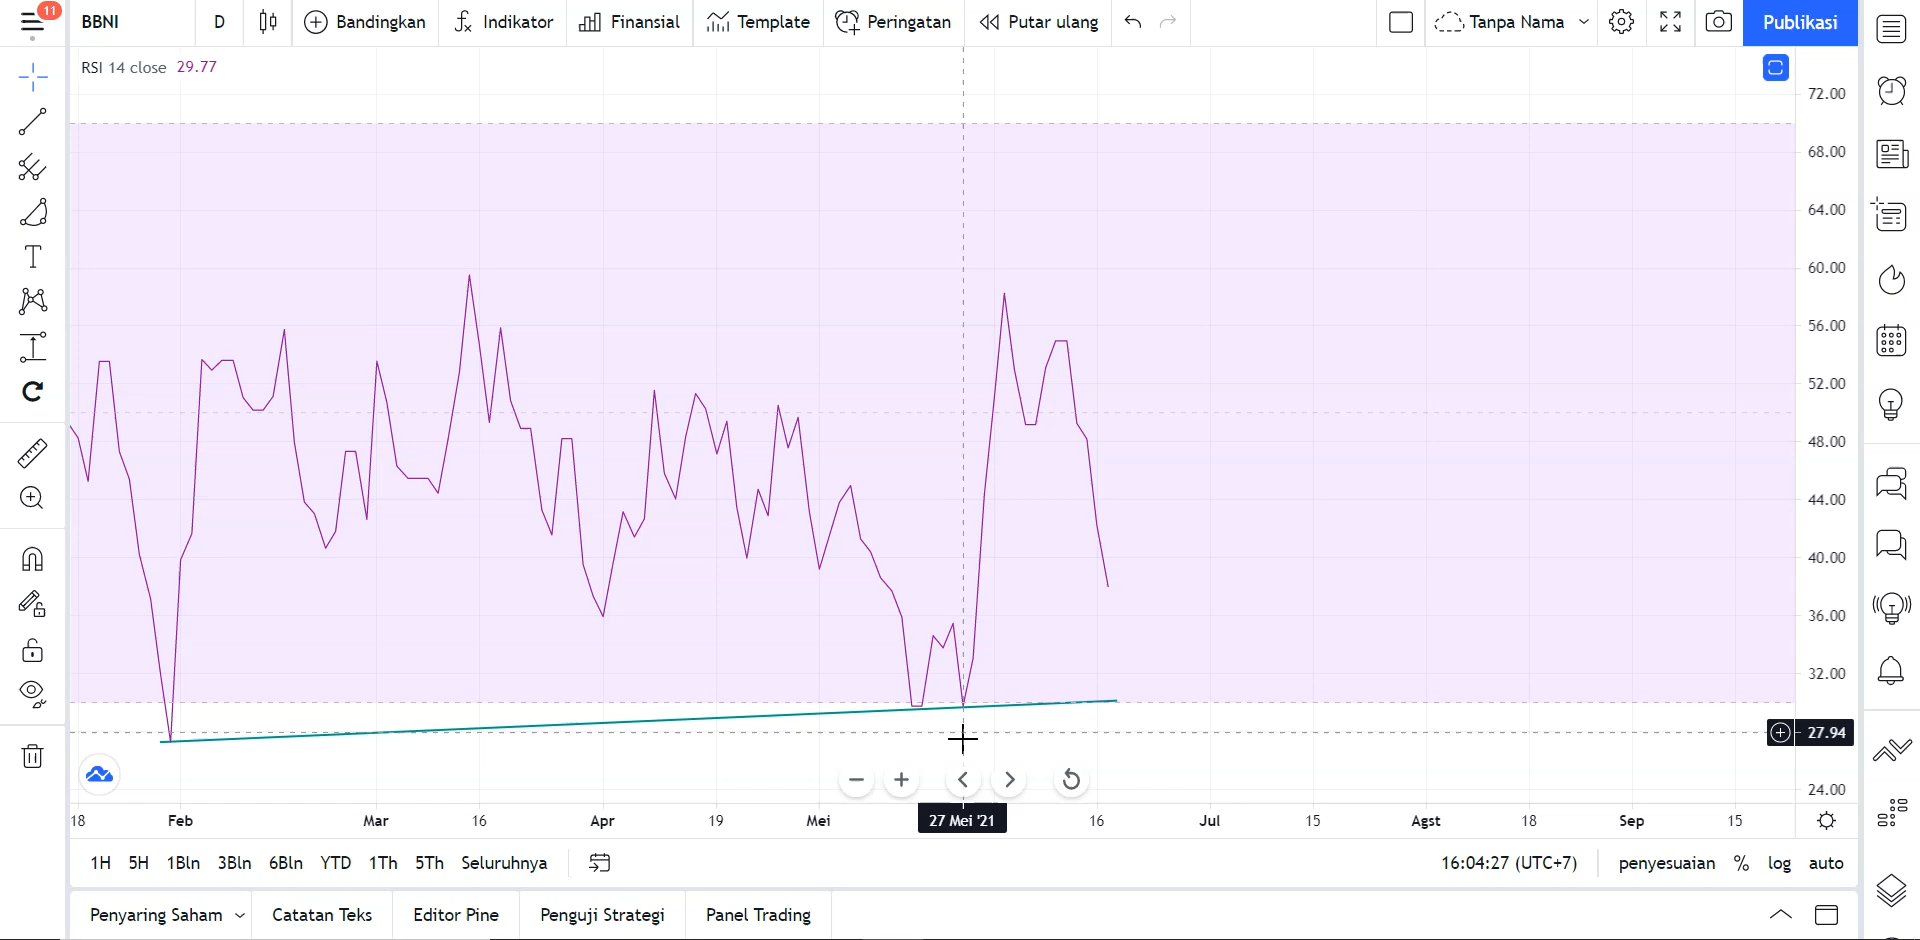 11
BBNI D Bandingkan Indikator Finansial Template Peringatan Putar ulang Tanpa Nama Publikasi
RSI 14 close 29.77
72.00
68.00
64.00
60.00
56.00
52.00
48.00
44.00
40.00
36.00
32.00
27.94
24.00
18 Feb Mar 16 Apr 19 Mei 27 Mei '21 16 Jul 15 Agst 18 Sep 15
1H 5H 1Bln 3Bln 6Bln YTD 1Th 5Th Seluruhnya 16:04:27 (UTC+7) penyesuaian % log auto
Penyaring Saham Catatan Teks Editor Pine Penguji Strategi Panel Trading